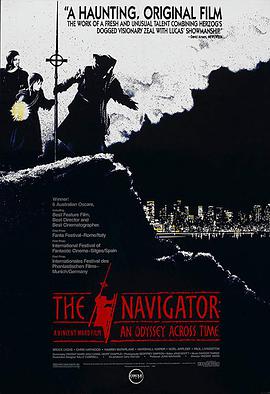 "A HAUNTING, ORIGINAL FILM
THE WORK OF A FRESH AND UNUSUAL TALENT COMBINING HERZOG'S
DOGGED VISIONARY ZEAL WITH LUCAS' SHOWMANSHIP."
Winner!
6 Australian Oscars,
Including
Best Feature Film,
Best Director and
Best Cinematographer.
First Prize
Fanta Festival-Rome/Italy
First Prize
International Festival of
Fantastic Cinema-Sitges/Spain
First Prize
Internationales Festival des
Phantastischen Films-
Munich/Germany
THE NAVIGATOR
A VINCENT WARD FILM
AN ODYSSEY ACROSS TIME